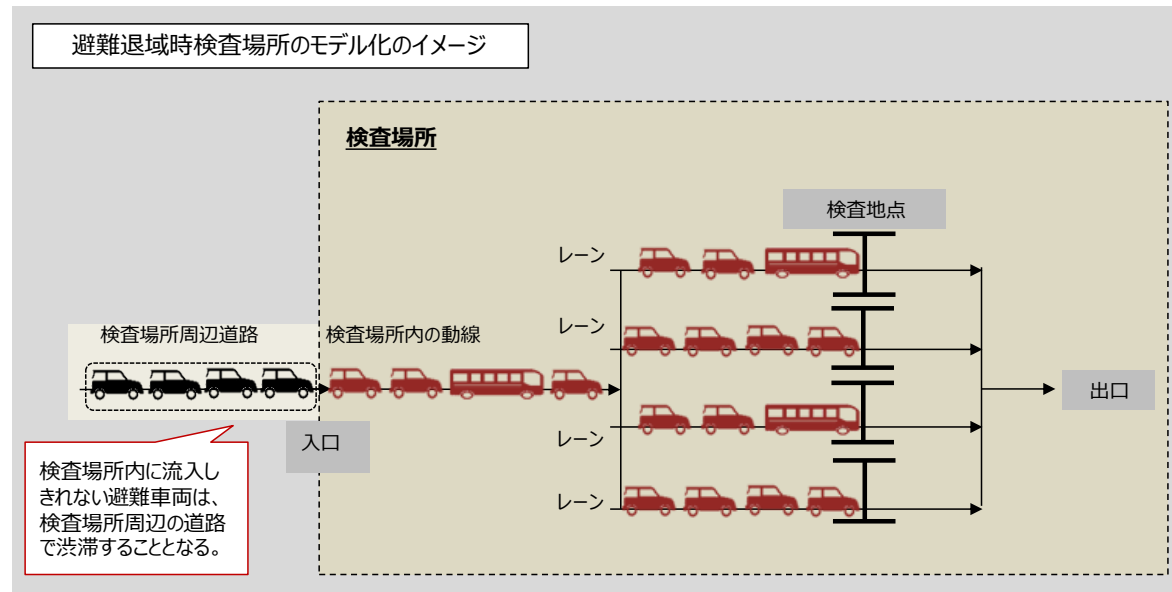 避難退域時検査場所のモデル化のイメージ
検査場所
検査地点
レーン
レーン
検査場所周辺道路
検査場所内の動線
出口
入口
レーン
レーン
検査場所内に流入し
きれない避難車両は、
検査場所周辺の道路
で渋滞することとなる。